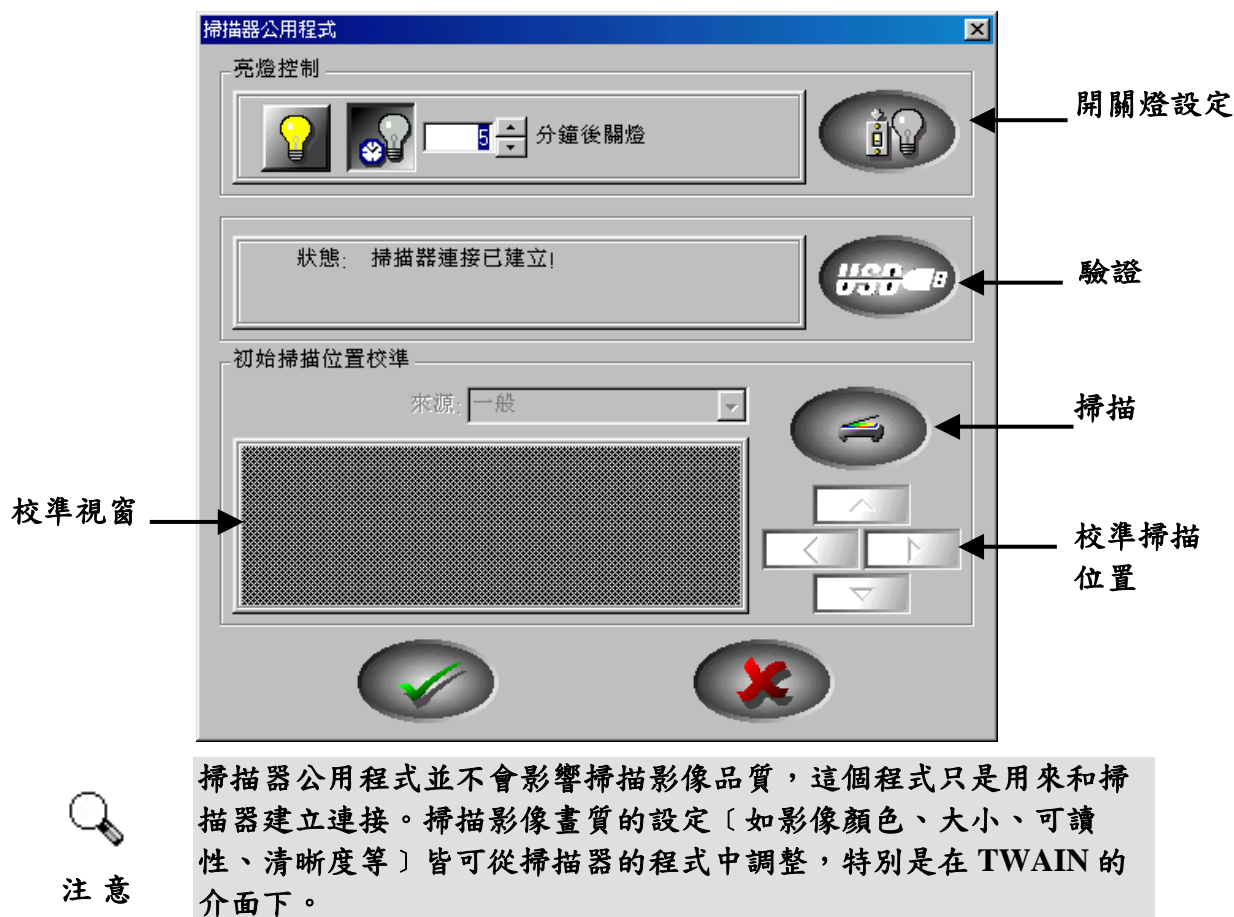 掃描器公用程式
亮燈控制
5 分鐘後關燈
開關燈設定
狀態: 掃描器連接已建立!
USB
驗證
初始掃描位置校準
來源: 一般
掃描
校準視窗
校準掃描
位置
掃描器公用程式並不會影響掃描影像品質，這個程式只是用來和掃
描器建立連接。掃描影像畫質的設定〔如影像顏色、大小、可讀
性、清晰度等〕皆可從掃描器的程式中調整，特別是在 TWAIN 的
介面下。
注意